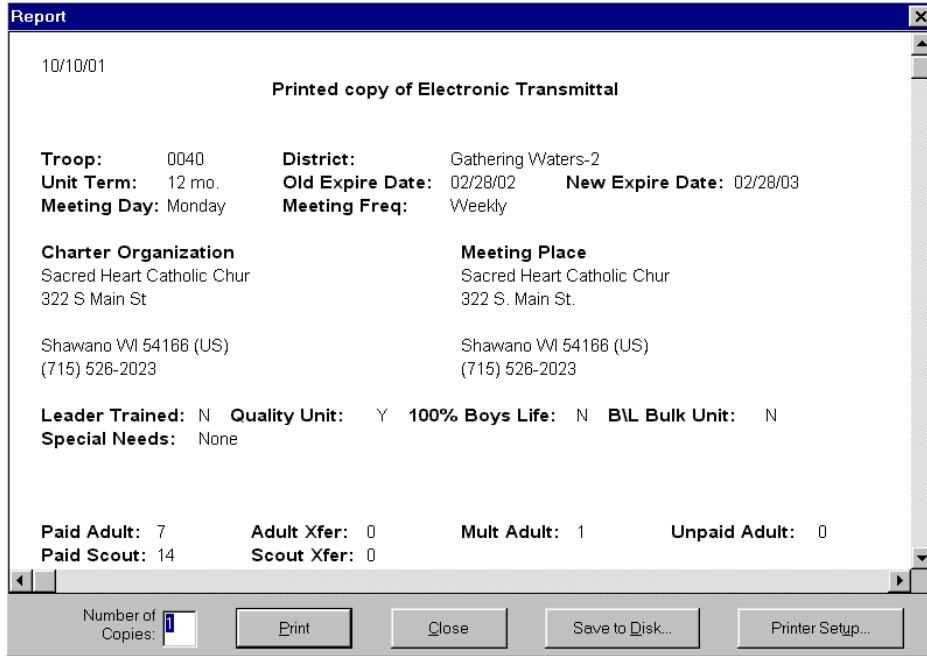 Report
10/10/01
Printed copy of Electronic Transmittal
Troop: 0040 District: Gathering Waters-2
Unit Term: 12 mo. Old Expire Date: 02/28/02 New Expire Date: 02/28/03
Meeting Day: Monday Meeting Freq: Weekly
Charter Organization Meeting Place
Sacred Heart Catholic Chur Sacred Heart Catholic Chur
322 S Main St 322 S. Main St.
Shawano WI 54166 (US) Shawano WI 54166 (US)
(715) 526-2023 (715) 526-2023
Leader Trained: N Quality Unit: Y 100% Boys Life: N B\L Bulk Unit: N
Special Needs: None
Paid Adult: 7 Adult Xfer: 0 Mult Adult: 1 Unpaid Adult: 0
Paid Scout: 14 Scout Xfer: 0
Number of Copies: 1 Print Close Save to Disk... Printer Setup...